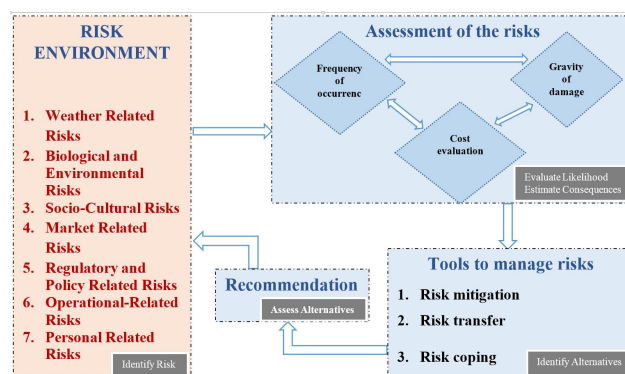 RISK
ENVIRONMENT
1. Weather Related
Risks
2. Biological and
Environmental
Risks
3. Socio-Cultural Risks
4. Market Related
Risks
5. Regulatory and
Policy Related Risks
6. Operational-Related
Risks
7. Personal Related
Risks
Identify Risk
Assessment of the risks
Frequency
of
occurrenc
Gravity
of
damage
Cost
evaluation
Evaluate Likelihood
Estimate Consequences
Tools to manage risks
1. Risk mitigation
2. Risk transfer
3. Risk coping
Identify Alternatives
Recommendation
Assess Alternatives